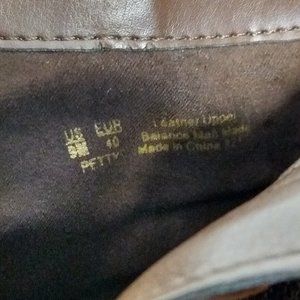 US EUR
9M 40
PETTY
Leather Upper
Balance Man Made
Made in China